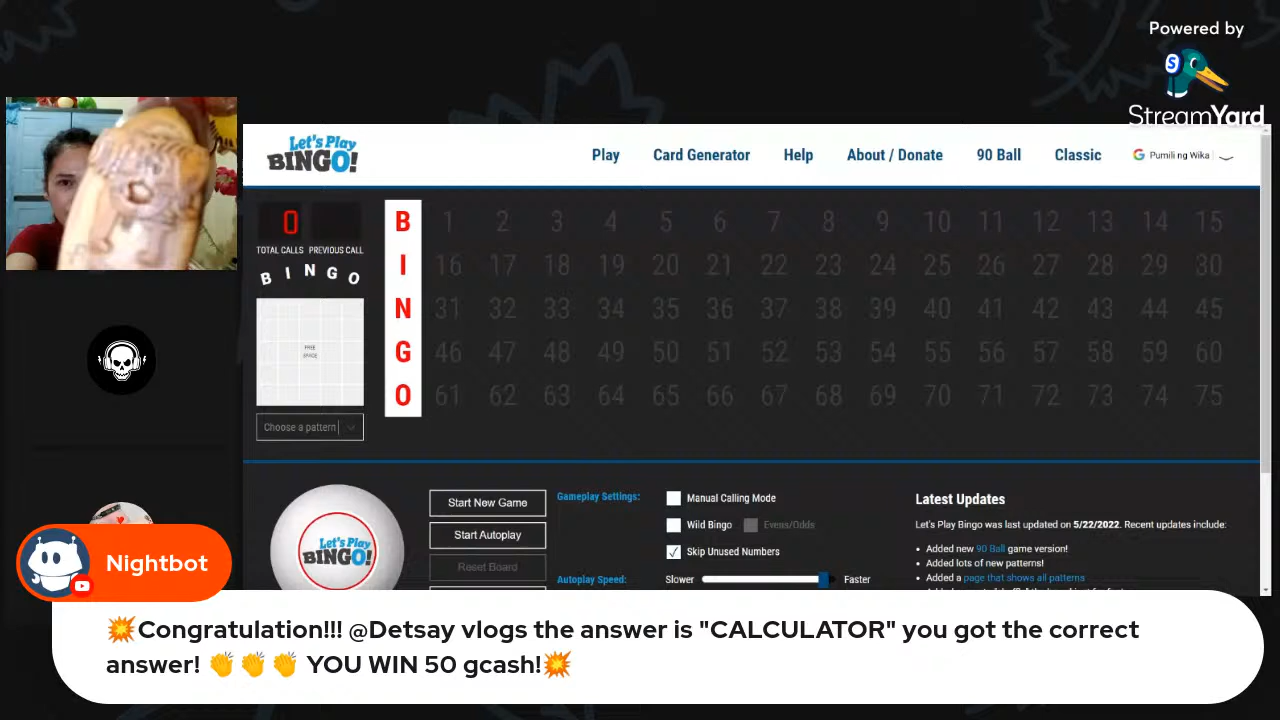 Powered by
StreamYard
Let's Play
BINGO!
Play
Card Generator
Help
About / Donate
90 Ball
Classic
G Pumili ng Wika
0
TOTAL CALLS
PREVIOUS CALL
B I N G O
FREE
SPACE
Choose a pattern
B 1 2 3 4 5 6 7 8 9 10 11 12 13 14 15
I 16 17 18 19 20 21 22 23 24 25 26 27 28 29 30
N 31 32 33 34 35 36 37 38 39 40 41 42 43 44 45
G 46 47 48 49 50 51 52 53 54 55 56 57 58 59 60
O 61 62 63 64 65 66 67 68 69 70 71 72 73 74 75
Let's Play
BINGO!
Start New Game
Start Autoplay
Reset Board
Gameplay Settings:
Manual Calling Mode
Wild Bingo
Evens/Odds
Skip Unused Numbers
Autoplay Speed:
Slower
Faster
Latest Updates
Let's Play Bingo was last updated on 5/22/2022. Recent updates include:
Added new 90 Ball game version!
Added lots of new patterns!
Added a page that shows all patterns
Nightbot
💥Congratulation!!! @Detsay vlogs the answer is "CALCULATOR" you got the correct
answer! 👏👏👏 YOU WIN 50 gcash!💥